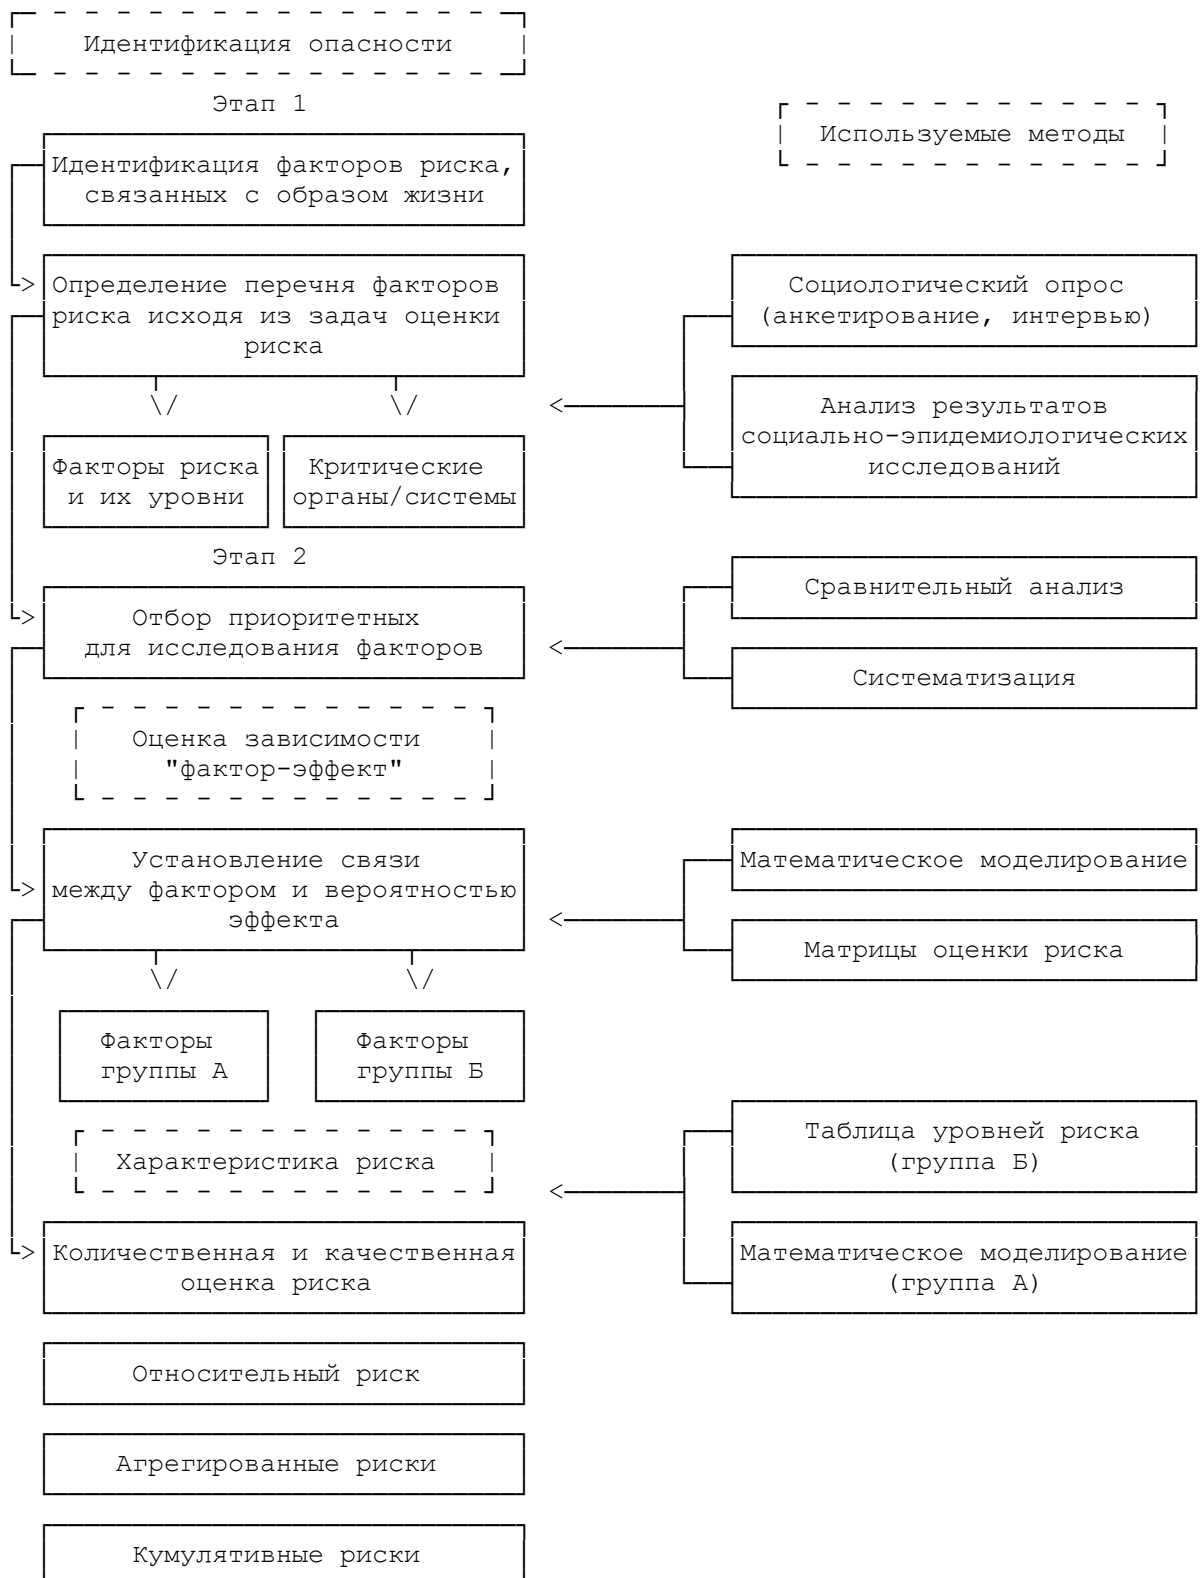 Идентификация опасности
Этап 1
Используемые методы
Идентификация факторов риска,
связанных с образом жизни
Определение перечня факторов
риска исходя из задач оценки
риска
Социологический опрос
(анкетирование, интервью)
Анализ результатов
социально-эпидемиологических
исследований
Факторы риска
и их уровни
Критические
органы/системы
Этап 2
Отбор приоритетных
для исследования факторов
Сравнительный анализ
Систематизация
Оценка зависимости
"фактор-эффект"
Установление связи
между фактором и вероятностью
эффекта
Математическое моделирование
Матрицы оценки риска
Факторы
группы А
Факторы
группы Б
Характеристика риска
Таблица уровней риска
(группа Б)
Количественная и качественная
оценка риска
Математическое моделирование
(группа А)
Относительный риск
Агрегированные риски
Кумулятивные риски